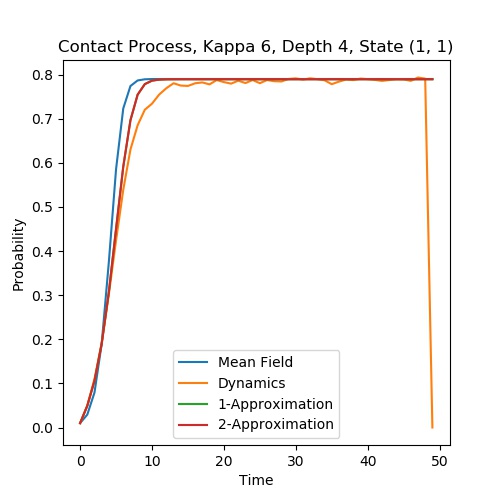 Contact Process, Kappa 6, Depth 4, State (1, 1)
0.8
0.7
0.6
0.5
0.4
0.3
0.2
0.1
0.0
Probability
Mean Field
Dynamics
1-Approximation
2-Approximation
0 10 20 30 40 50
Time